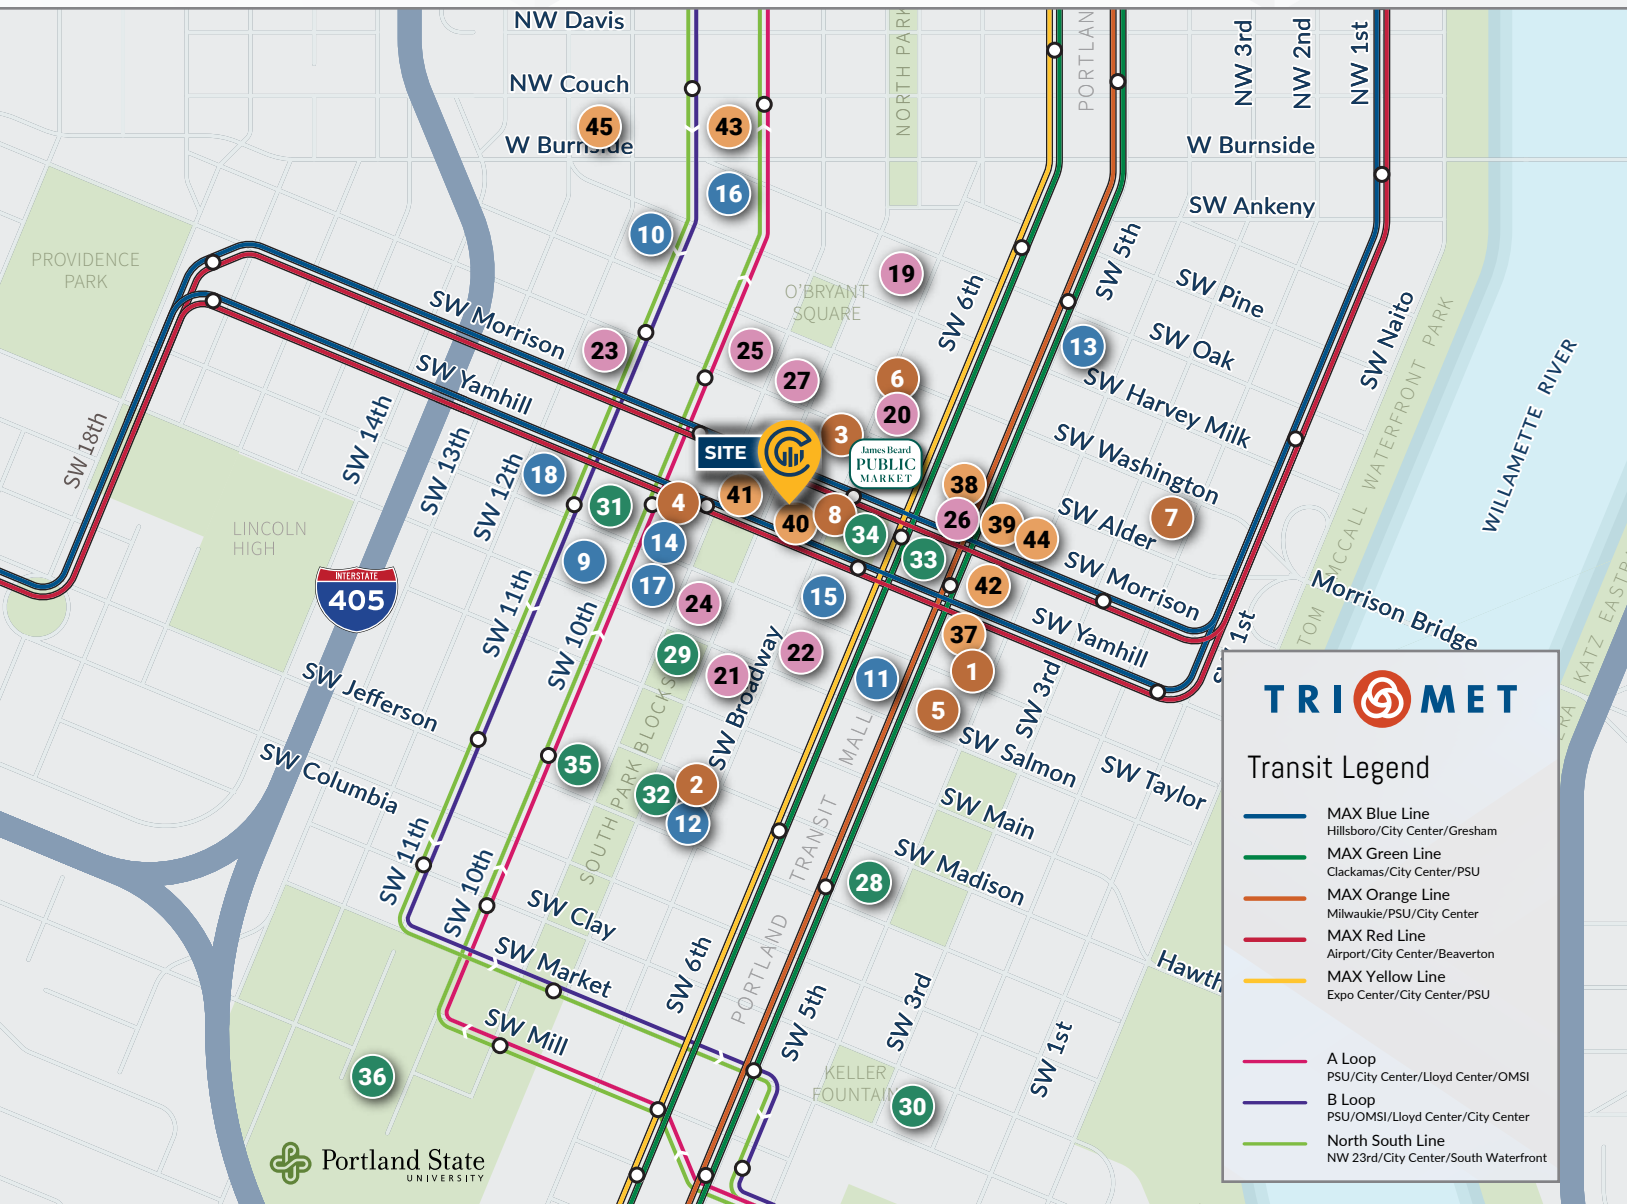 NW Davis
NW Couch
W Burnside
45
43
16
10
NORTH PARK
PORTLAN
NW 3rd
NW 2nd
NW 1st
W Burnside
SW Ankeny
PROVIDENCE
PARK
O'BRYANT
SQUARE
19
SW 6th
SW 5th
SW Pine
SW Oak
13
SW Harvey Milk
SW Naito
TOM MCCALL WATERFRONT PARK
WILLAMETTE RIVER
SW Morrison
SW Yamhill
23
25
27
6
20
3
SITE
James Beard
PUBLIC
MARKET
SW Washington
SW Alder
7
SW Morrison
SW Yamhill
Morrison Bridge
SW 18th
SW 14th
SW 13th
SW 12th
18
31
4
41
40
8
34
33
38
26
39
44
42
37
1
5
LINCOLN
HIGH
INTERSTATE
405
9
14
17
24
15
29
21
22
11
SW 11th
SW 10th
SW Broadway
SW 3rd
1st
SW Jefferson
SW Columbia
35
32
2
12
SOUTH PARK BLOCKS
PORTLAND TRANSIT MALL
SW Salmon
SW Taylor
SW Main
SW Madison
28
SW 11th
SW 10th
SW Clay
SW Market
SW Mill
SW 6th
SW 5th
SW 3rd
SW 1st
Hawth
KELLER
FOUNTAIN
30
36
Portland State
UNIVERSITY
KATZ EASTB
TRI MET
Transit Legend
MAX Blue Line
Hillsboro/City Center/Gresham
MAX Green Line
Clackamas/City Center/PSU
MAX Orange Line
Milwaukie/PSU/City Center
MAX Red Line
Airport/City Center/Beaverton
MAX Yellow Line
Expo Center/City Center/PSU
A Loop
PSU/City Center/Lloyd Center/OMSI
B Loop
PSU/OMSI/Lloyd Center/City Center
North South Line
NW 23rd/City Center/South Waterfront